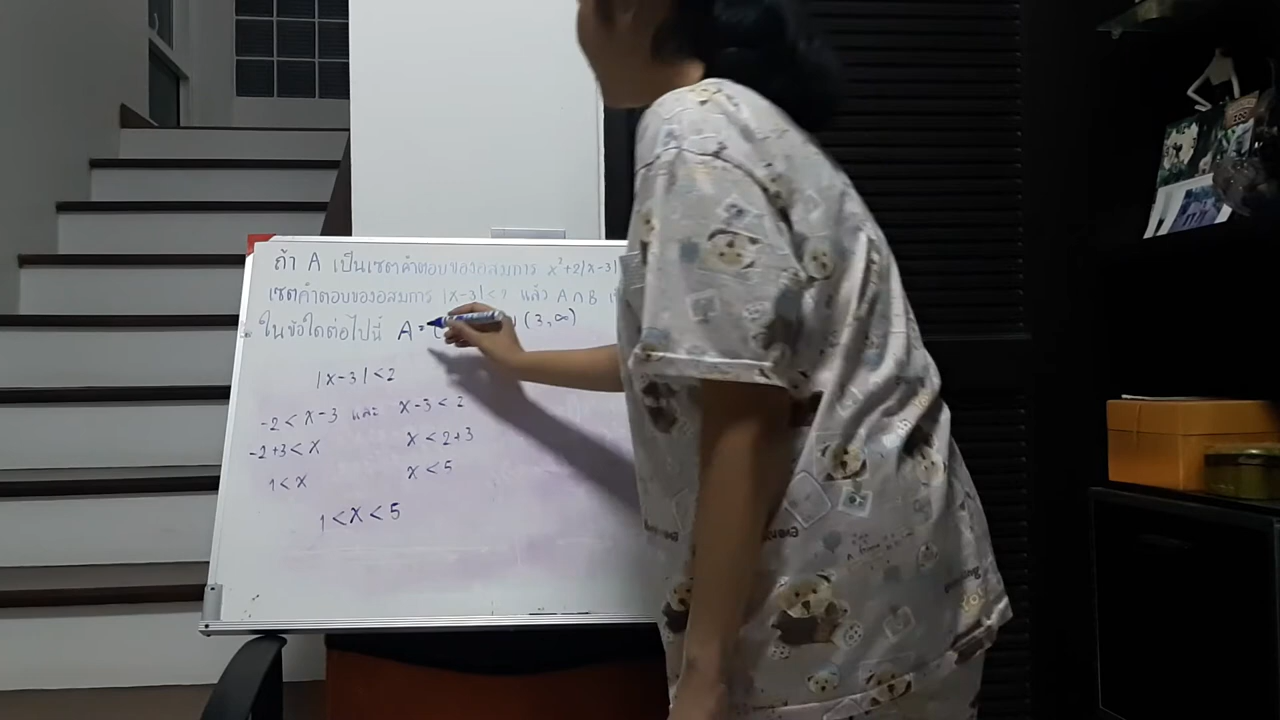 ถ้า A เป็นเซตคำตอบของอสมการ x²+2|x-3|
เซตคำตอบของอสมการ |x-3|<2 แล้ว A ∩ B
ในข้อใดต่อไปนี้ A = (3,∞)
|x-3|<2
-2<x-3 และ x-3<2
-2+3<x x<2+3
1<x x<5
1<x<5